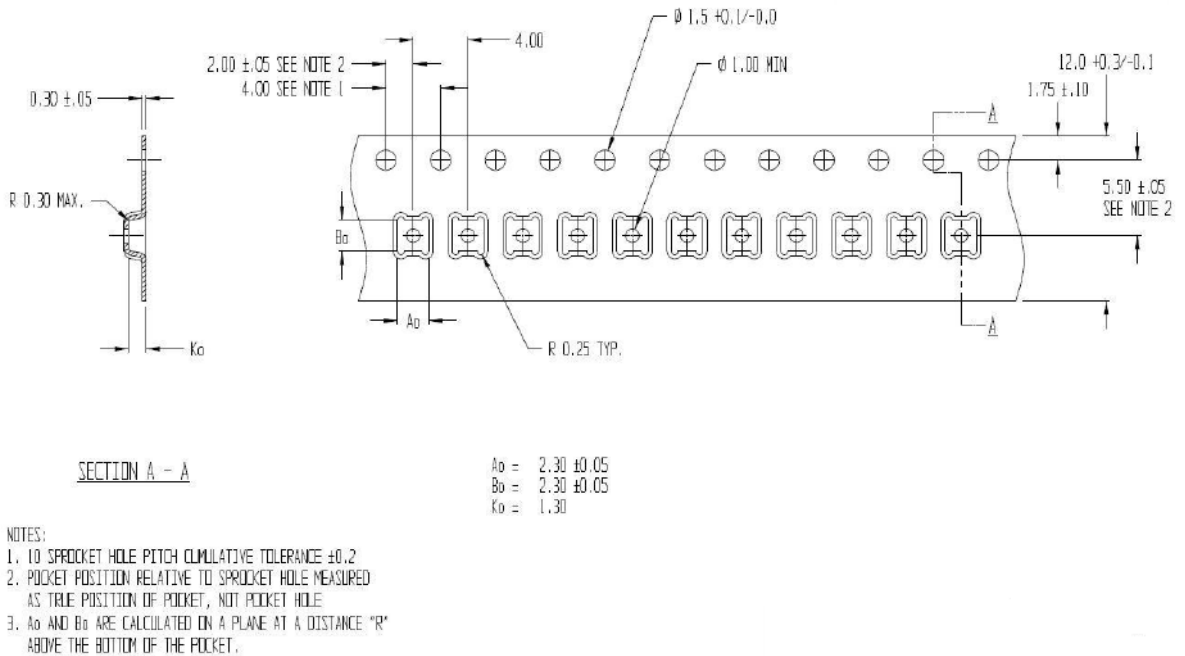 Ø 1.5 +0.1/-0.0
4.00
2.00 ±.05 SEE NOTE 2
Ø 1.00 MIN
12.0 +0.3/-0.1
4.00 SEE NOTE 1
1.75 ±.10
0.30 ±.05
A
R 0.30 MAX.
5.50 ±.05
SEE NOTE 2
Bo
Ao
A
Ko
R 0.25 TYP.
SECTION A - A
Ao = 2.30 ±0.05
Bo = 2.30 ±0.05
Ko = 1.30
NOTES:
1. 10 SPROCKET HOLE PITCH CUMULATIVE TOLERANCE ±0.2
2. POCKET POSITION RELATIVE TO SPROCKET HOLE MEASURED
AS TRUE POSITION OF POCKET, NOT POCKET HOLE
3. Ao AND Bo ARE CALCULATED ON A PLANE AT A DISTANCE "R"
ABOVE THE BOTTOM OF THE POCKET.